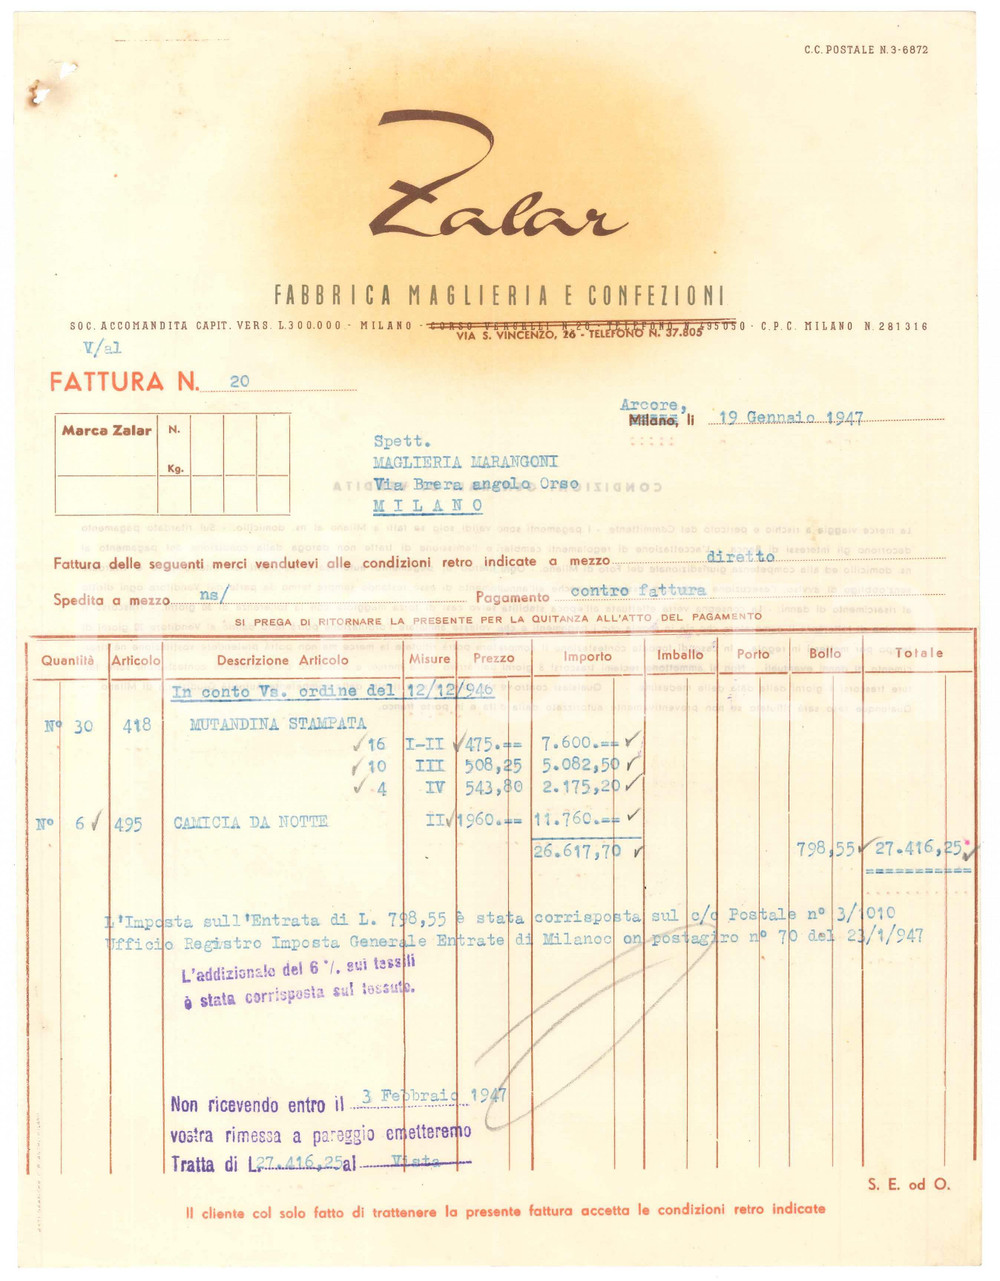 C.C. POSTALE N. 3-6872
Zalar
FABBRICA MAGLIERIA E CONFEZIONI
SOC. ACCOMANDITA CAPIT. VERS. L. 300.000.- MILANO - CORSO VERCELLI N. 20 - TELEFONO N. 495050 - C.P.C. MILANO N. 281316
VIA S. VINCENZO, 26 - TELEFONO N. 37.805
V/al
FATTURA N. 20
Arcore,
Milano, li 19 Gennaio 1947
Marca Zalar N.
Kg.
Spett.
MAGLIERIA MARANGONI
Via Brera angolo Orso
MILANO
CONDIZIONI DI VENDITA
Fattura delle seguenti merci vendutevi alle condizioni retro indicate a mezzo diretto
Spedita a mezzo ns/ Pagamento contro fattura
SI PREGA DI RITORNARE LA PRESENTE PER LA QUITANZA ALL'ATTO DEL PAGAMENTO
Quantità Articolo Descrizione Articolo Misure Prezzo Importo Imballo Porto Bollo Totale
In conto Vs. ordine del 12/12/946
N° 30 418 MUTANDINA STAMPATA
16 I-II 475.== 7.600.==
10 III 508,25 5.082,50
4 IV 543,80 2.175,20
N° 6 495 CAMICIA DA NOTTE II 1960.== 11.760.==
26.617,70 798,55 27.416,25
L'Imposta sull'Entrata di L. 798,55 è stata corrisposta sul c/c Postale n° 3/1010
Ufficio Registro Imposta Generale Entrate di Milanoc on postagiro n° 70 del 23/1/947
L'addizionale del 6 % sui tessili
è stata corrisposta sul tessuto.
Non ricevendo entro il 3 Febbraio 1947
vostra rimessa a pareggio emetteremo
Tratta di L. 27.416,25 al Vista
S. E. od O.
Il cliente col solo fatto di trattenere la presente fattura accetta le condizioni retro indicate